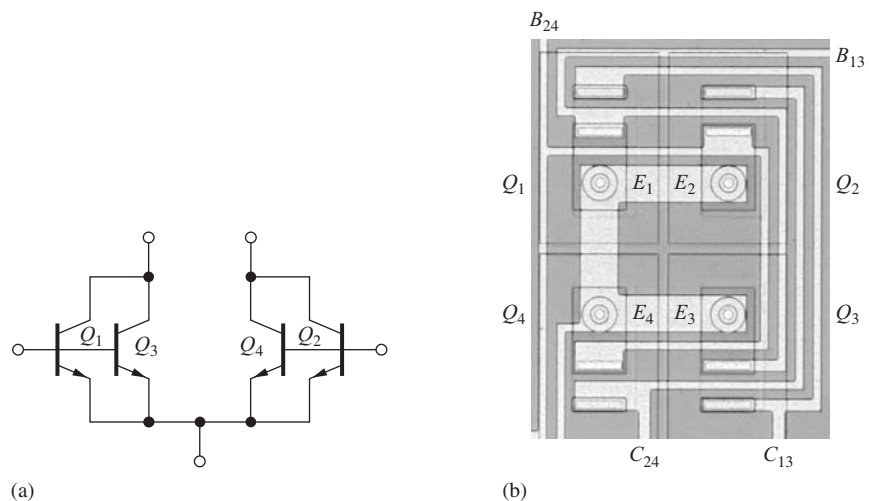 B24
B13
Q1 E1 E2 Q2
Q1 Q3 Q4 Q2
Q4 E4 E3 Q3
C24 C13
(a) (b)